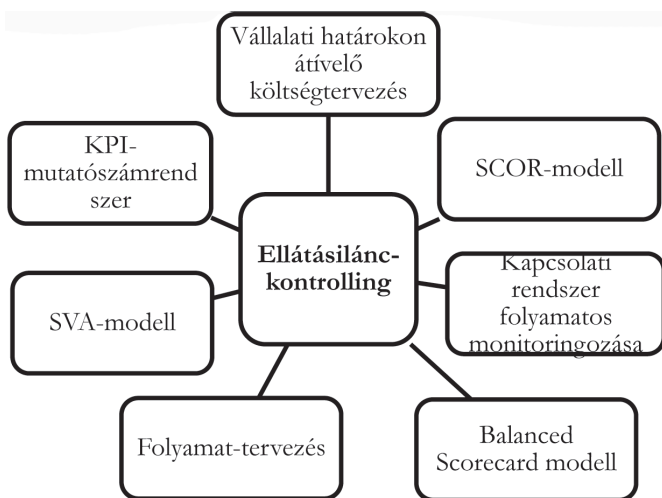 Vállalati határokon
átívelő
költségtervezés
KPI-
mutatószámrend
szer
SCOR-modell
Ellátásilánc-
kontrolling
Kapcsolati
rendszer
folyamatos
monitoringozása
SVA-modell
Folyamat-tervezés
Balanced
Scorecard modell